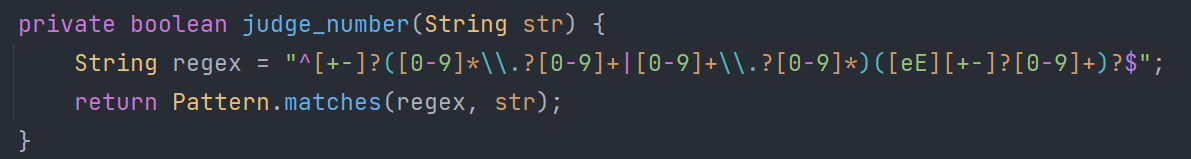 private boolean judge_number(String str) {
    String regex = "^[+-]?([0-9]*\\.?[0-9]+|[0-9]+\\.?[0-9]*)([eE][+-]?[0-9]+)?$";
    return Pattern.matches(regex, str);
}